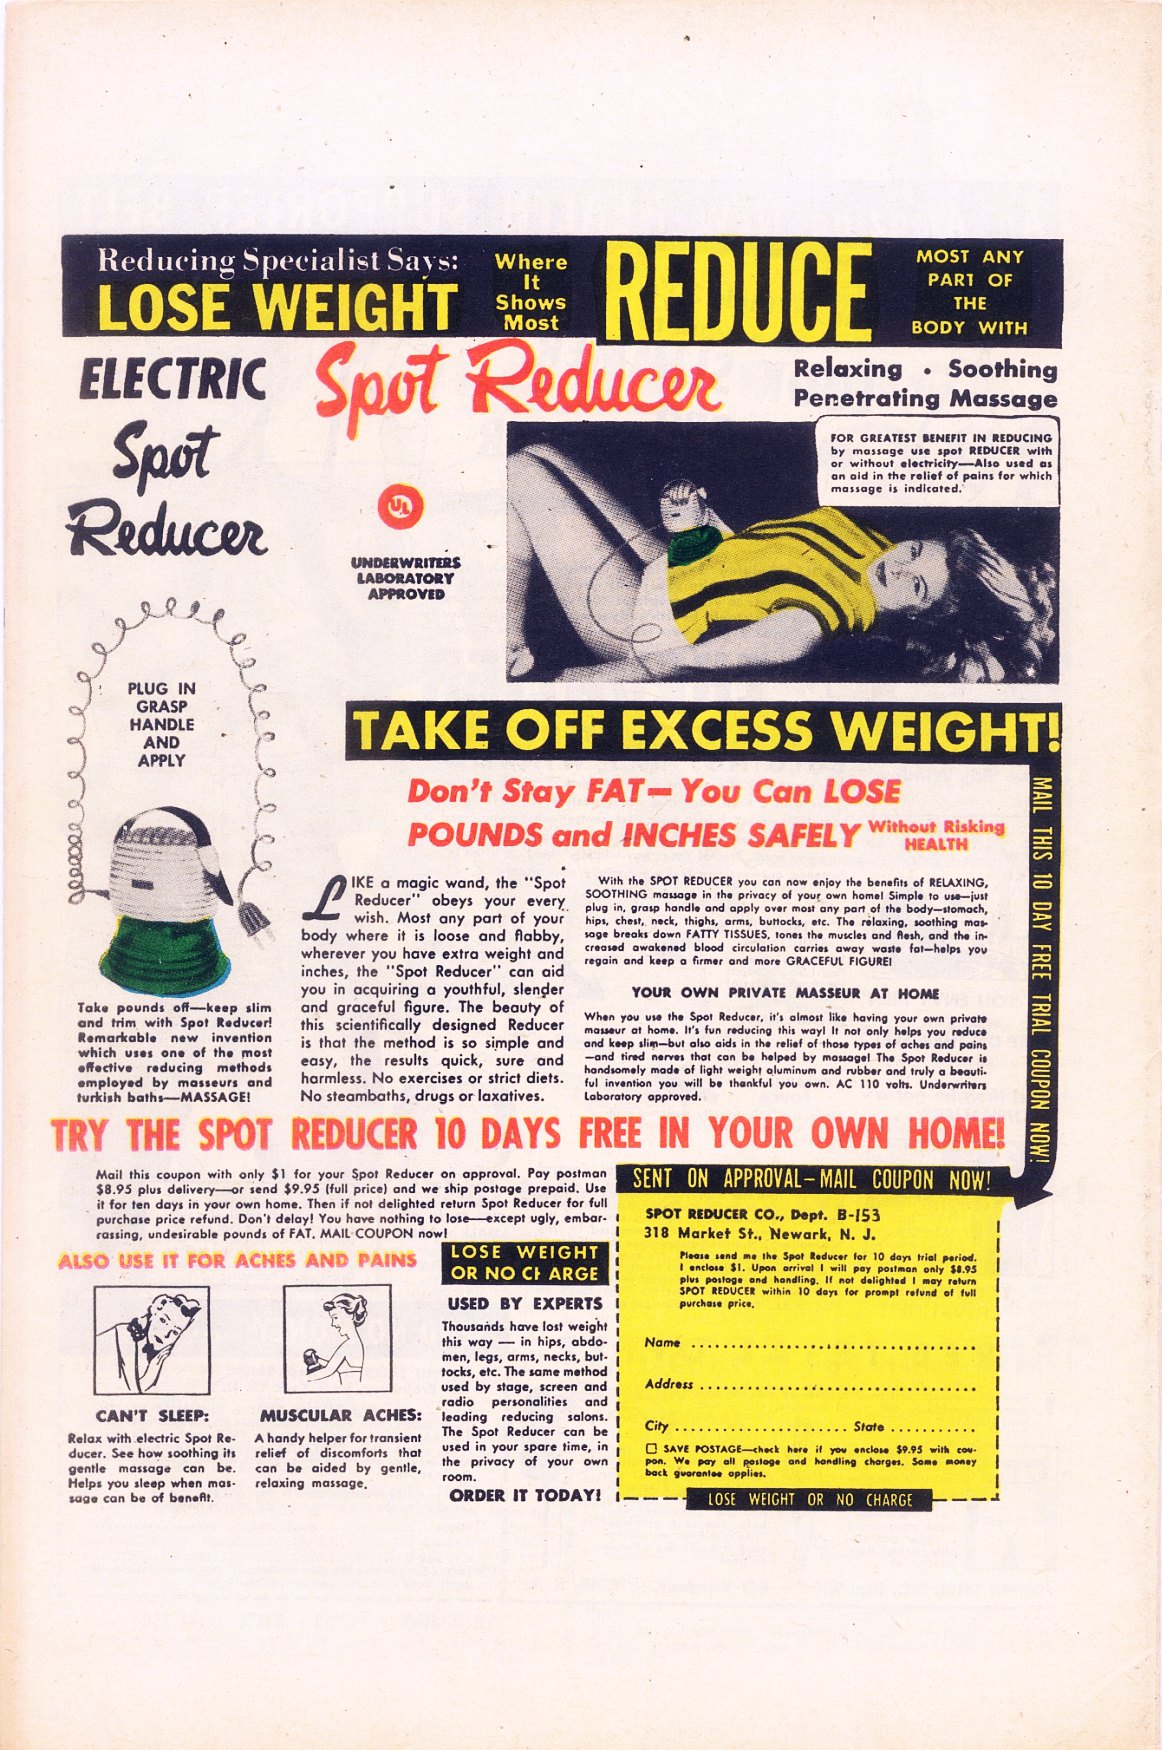 Reducing Specialist Says:
LOSE WEIGHT
Where
It
Shows
Most
REDUCE
MOST ANY
PART OF
THE
BODY WITH
ELECTRIC
Spot
Reducer
Spot Reducer
Relaxing • Soothing
Penetrating Massage
UL
UNDERWRITERS
LABORATORY
APPROVED
FOR GREATEST BENEFIT IN REDUCING
by massage use spot REDUCER with
or without electricity—Also used as
an aid in the relief of pains for which
massage is indicated.
PLUG IN
GRASP
HANDLE
AND
APPLY
Take pounds off—keep slim
and trim with Spot Reducer!
Remarkable new invention
which uses one of the most
effective reducing methods
employed by masseurs and
turkish baths—MASSAGE!
TAKE OFF EXCESS WEIGHT!
Don't Stay FAT—You Can LOSE
POUNDS and INCHES SAFELY Without Risking
HEALTH
LIKE a magic wand, the "Spot
Reducer" obeys your every
wish. Most any part of your
body where it is loose and flabby,
wherever you have extra weight and
inches, the "Spot Reducer" can aid
you in acquiring a youthful, slender
and graceful figure. The beauty of
this scientifically designed Reducer
is that the method is so simple and
easy, the results quick, sure and
harmless. No exercises or strict diets.
No steambaths, drugs or laxatives.
With the SPOT REDUCER you can now enjoy the benefits of RELAXING,
SOOTHING massage in the privacy of your own home! Simple to use—just
plug in, grasp handle and apply over most any part of the body—stomach,
hips, chest, neck, thighs, arms, buttocks, etc. The relaxing, soothing mas-
sage breaks down FATTY TISSUES, tones the muscles and flesh, and the in-
creased awakened blood circulation carries away waste fat—helps you
regain and keep a firmer and more GRACEFUL FIGURE!
YOUR OWN PRIVATE MASSEUR AT HOME
When you use the Spot Reducer, it's almost like having your own private
masseur at home. It's fun reducing this way! It not only helps you reduce
and keep slim—but also aids in the relief of those types of aches and pains
—and tired nerves that can be helped by massage! The Spot Reducer is
handsomely made of light weight aluminum and rubber and truly a beauti-
ful invention you will be thankful you own. AC 110 volts. Underwriters
Laboratory approved.
MAIL THIS 10 DAY FREE TRIAL COUPON NOW!
TRY THE SPOT REDUCER 10 DAYS FREE IN YOUR OWN HOME!
Mail this coupon with only $1 for your Spot Reducer on approval. Pay postman
$8.95 plus delivery—or send $9.95 (full price) and we ship postage prepaid. Use
it for ten days in your own home. Then if not delighted return Spot Reducer for full
purchase price refund. Don't delay! You have nothing to lose—except ugly, embar-
rassing, undesirable pounds of FAT. MAIL COUPON now!
ALSO USE IT FOR ACHES AND PAINS
CAN'T SLEEP:
Relax with electric Spot Re-
ducer. See how soothing its
gentle massage can be.
Helps you sleep when mas-
sage can be of benefit.
MUSCULAR ACHES:
A handy helper for transient
relief of discomforts that
can be aided by gentle,
relaxing massage.
LOSE WEIGHT
OR NO CHARGE
USED BY EXPERTS
Thousands have lost weight
this way — in hips, abdo-
men, legs, arms, necks, but-
tocks, etc. The same method
used by stage, screen and
radio personalities and
leading reducing salons.
The Spot Reducer can be
used in your spare time, in
the privacy of your own
room.
ORDER IT TODAY!
SENT ON APPROVAL—MAIL COUPON NOW!
SPOT REDUCER CO., Dept. B-153
318 Market St., Newark, N. J.
Please send me the Spot Reducer for 10 days trial period.
I enclose $1. Upon arrival I will pay postman only $8.95
plus postage and handling. If not delighted I may return
SPOT REDUCER within 10 days for prompt refund of full
purchase price.
Name
Address
City State
SAVE POSTAGE—check here if you enclose $9.95 with cou-
pon. We pay all postage and handling charges. Same money
back guarantee applies.
LOSE WEIGHT OR NO CHARGE